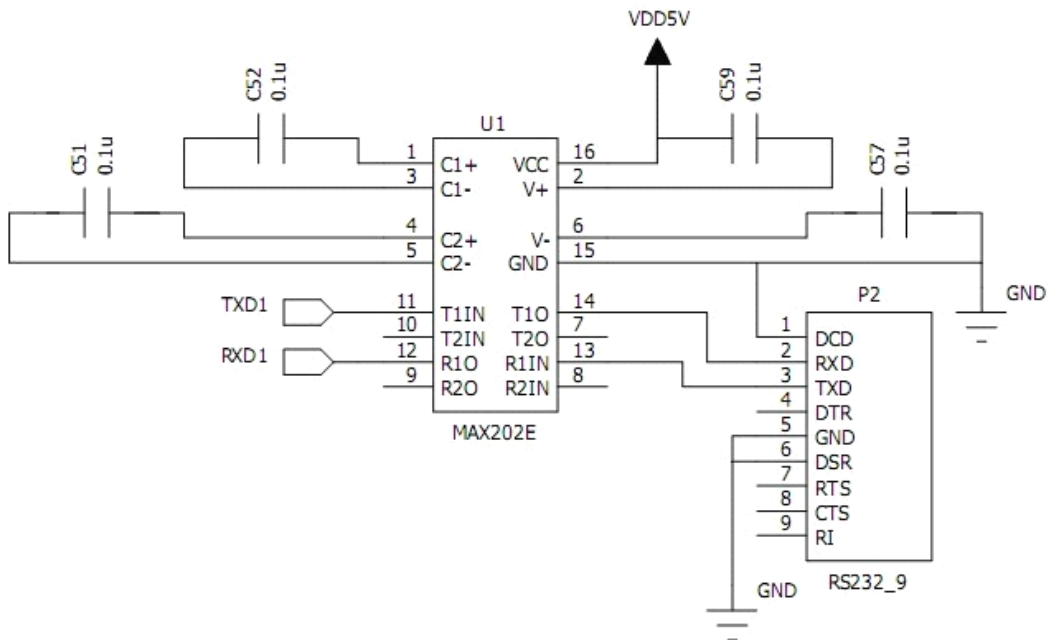 VDD5V
C52
0.1u
C59
0.1u
C51
0.1u
C57
0.1u
U1
1 C1+ VCC 16
3 C1- V+ 2
4 C2+ V- 6
5 C2- GND 15
TXD1 11 T1IN T1O 14
10 T2IN T2O 7
RXD1 12 R1O R1IN 13
9 R2O R2IN 8
MAX202E
GND
P2
1 DCD
2 RXD
3 TXD
4 DTR
5 GND
6 DSR
7 RTS
8 CTS
9 RI
RS232_9
GND